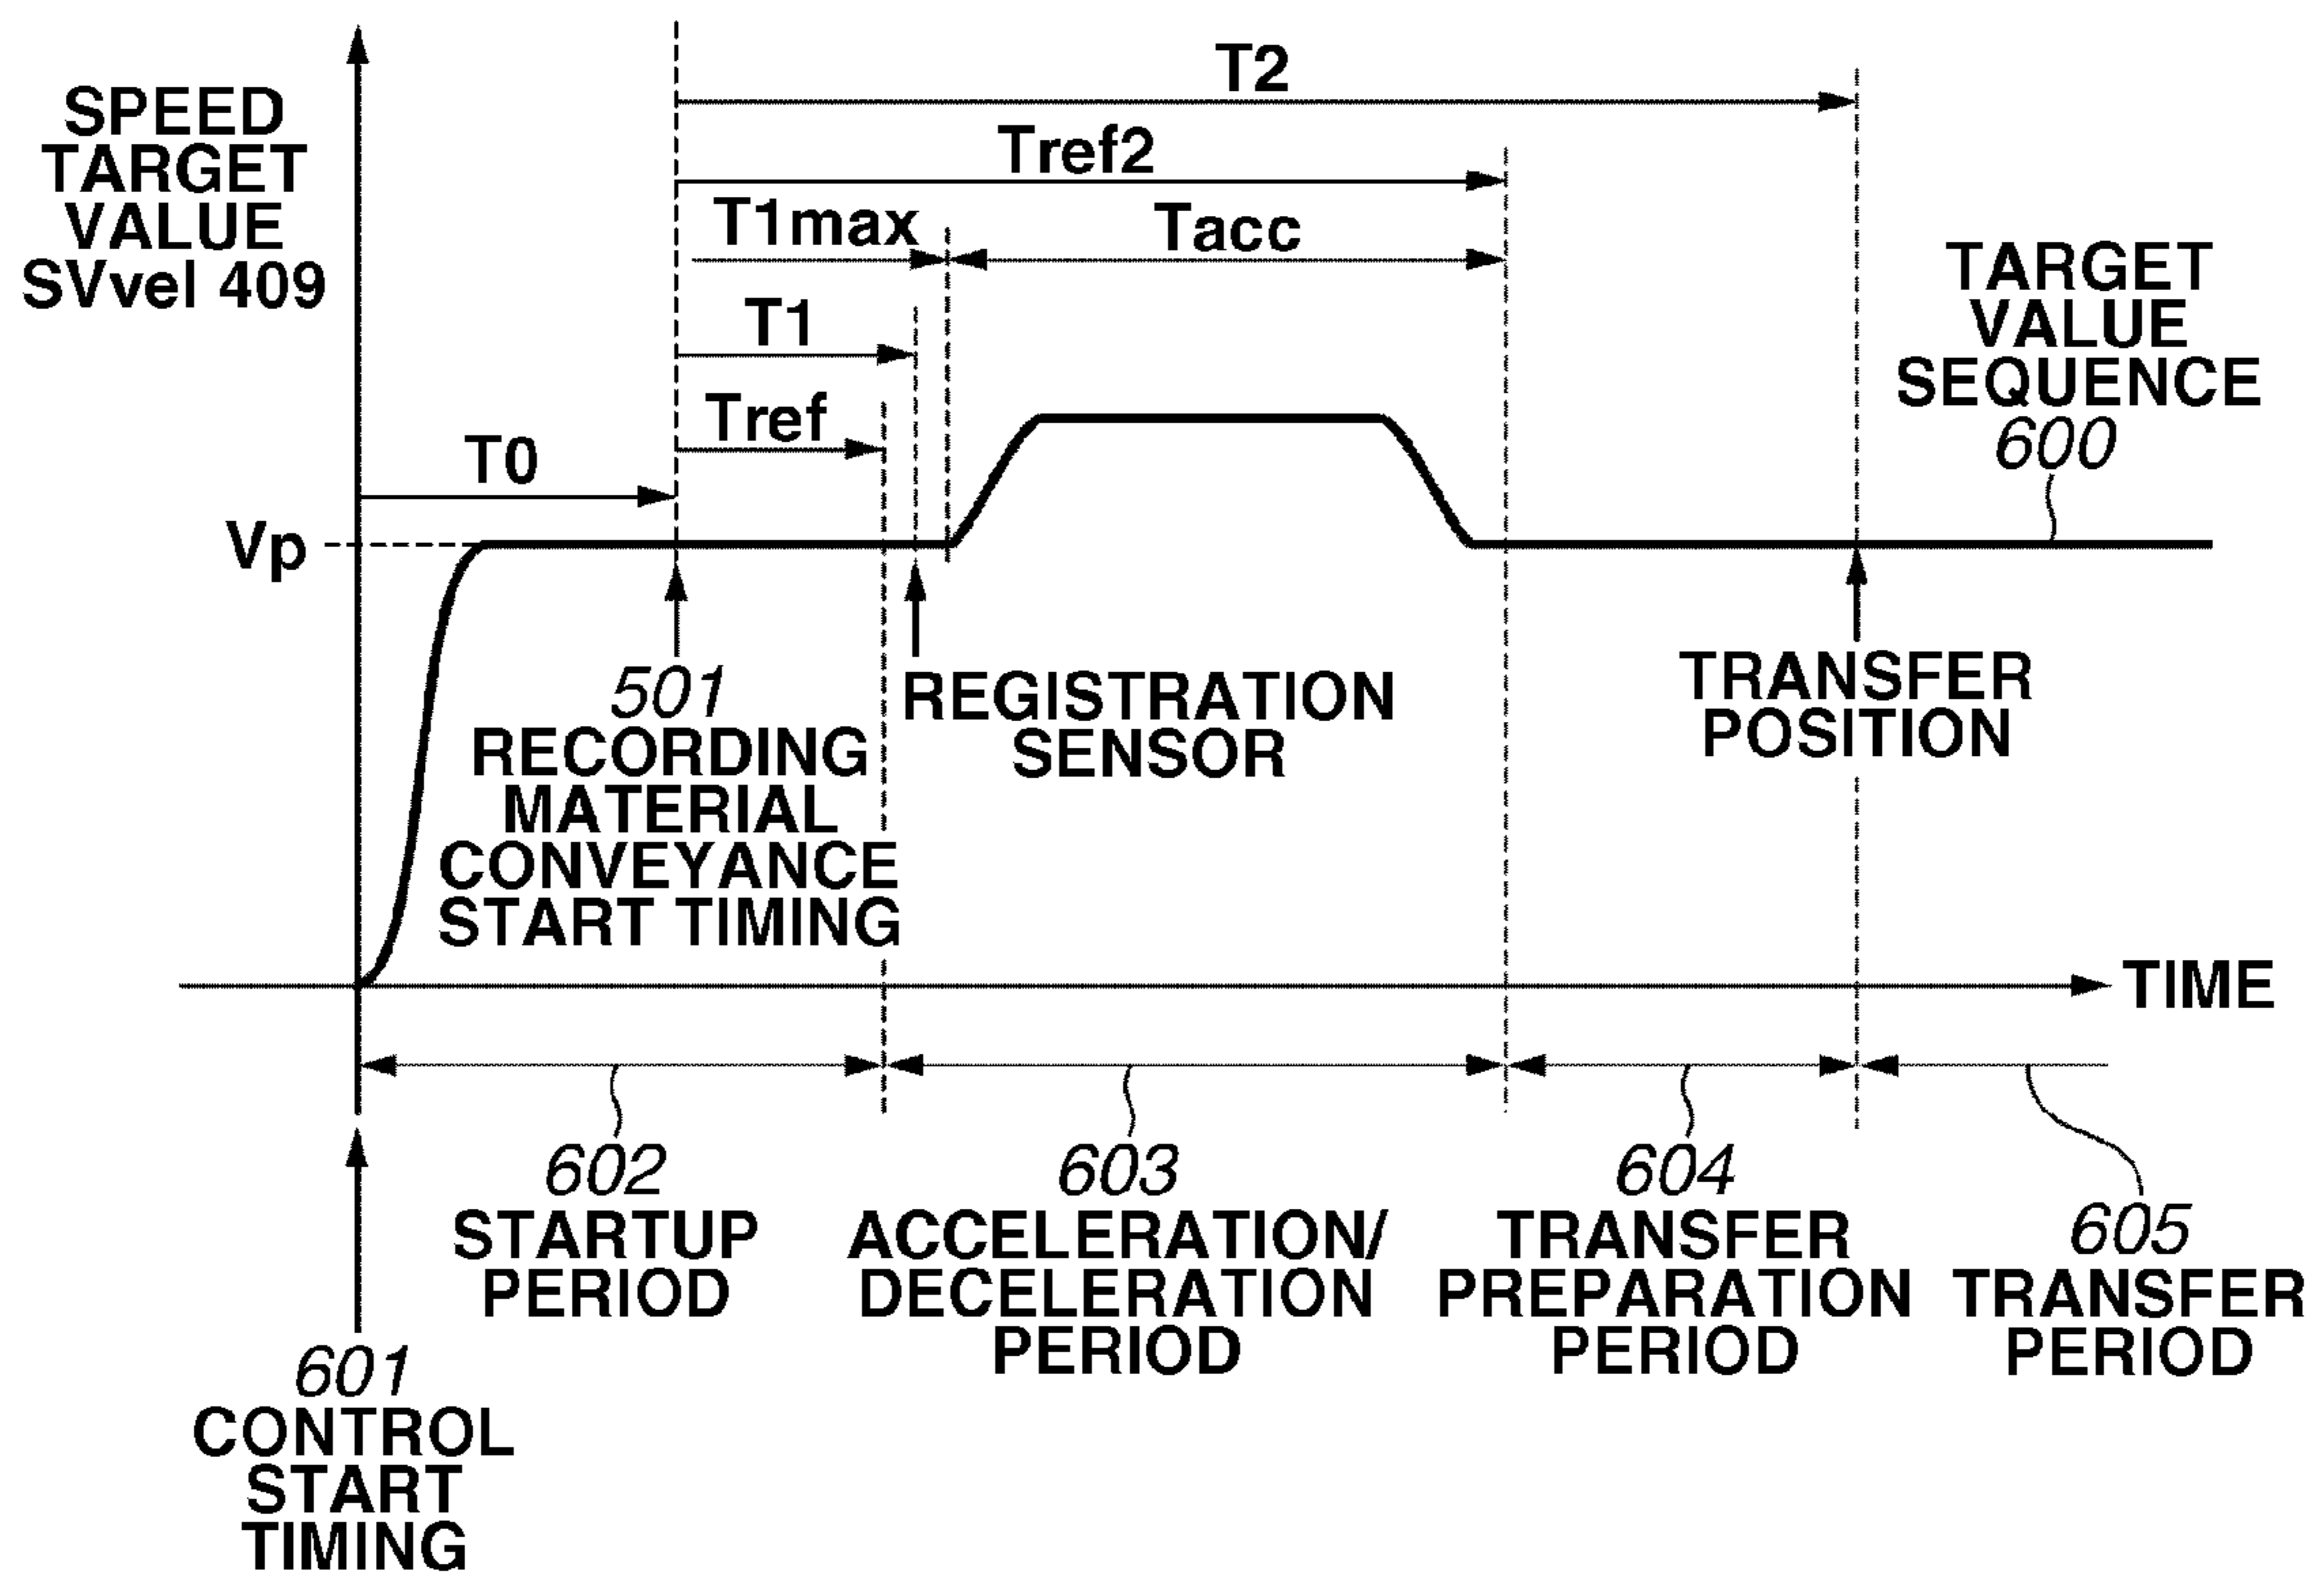 SPEED
TARGET
VALUE
SVvel 409
T2
Tref2
T1max
Tacc
T1
Tref
T0
Vp
TARGET
VALUE
SEQUENCE
600
501
RECORDING
MATERIAL
CONVEYANCE
START TIMING
REGISTRATION
SENSOR
TRANSFER
POSITION
TIME
602
STARTUP
PERIOD
603
ACCELERATION/
DECELERATION
PERIOD
604
TRANSFER
PREPARATION
PERIOD
605
TRANSFER
PERIOD
601
CONTROL
START
TIMING